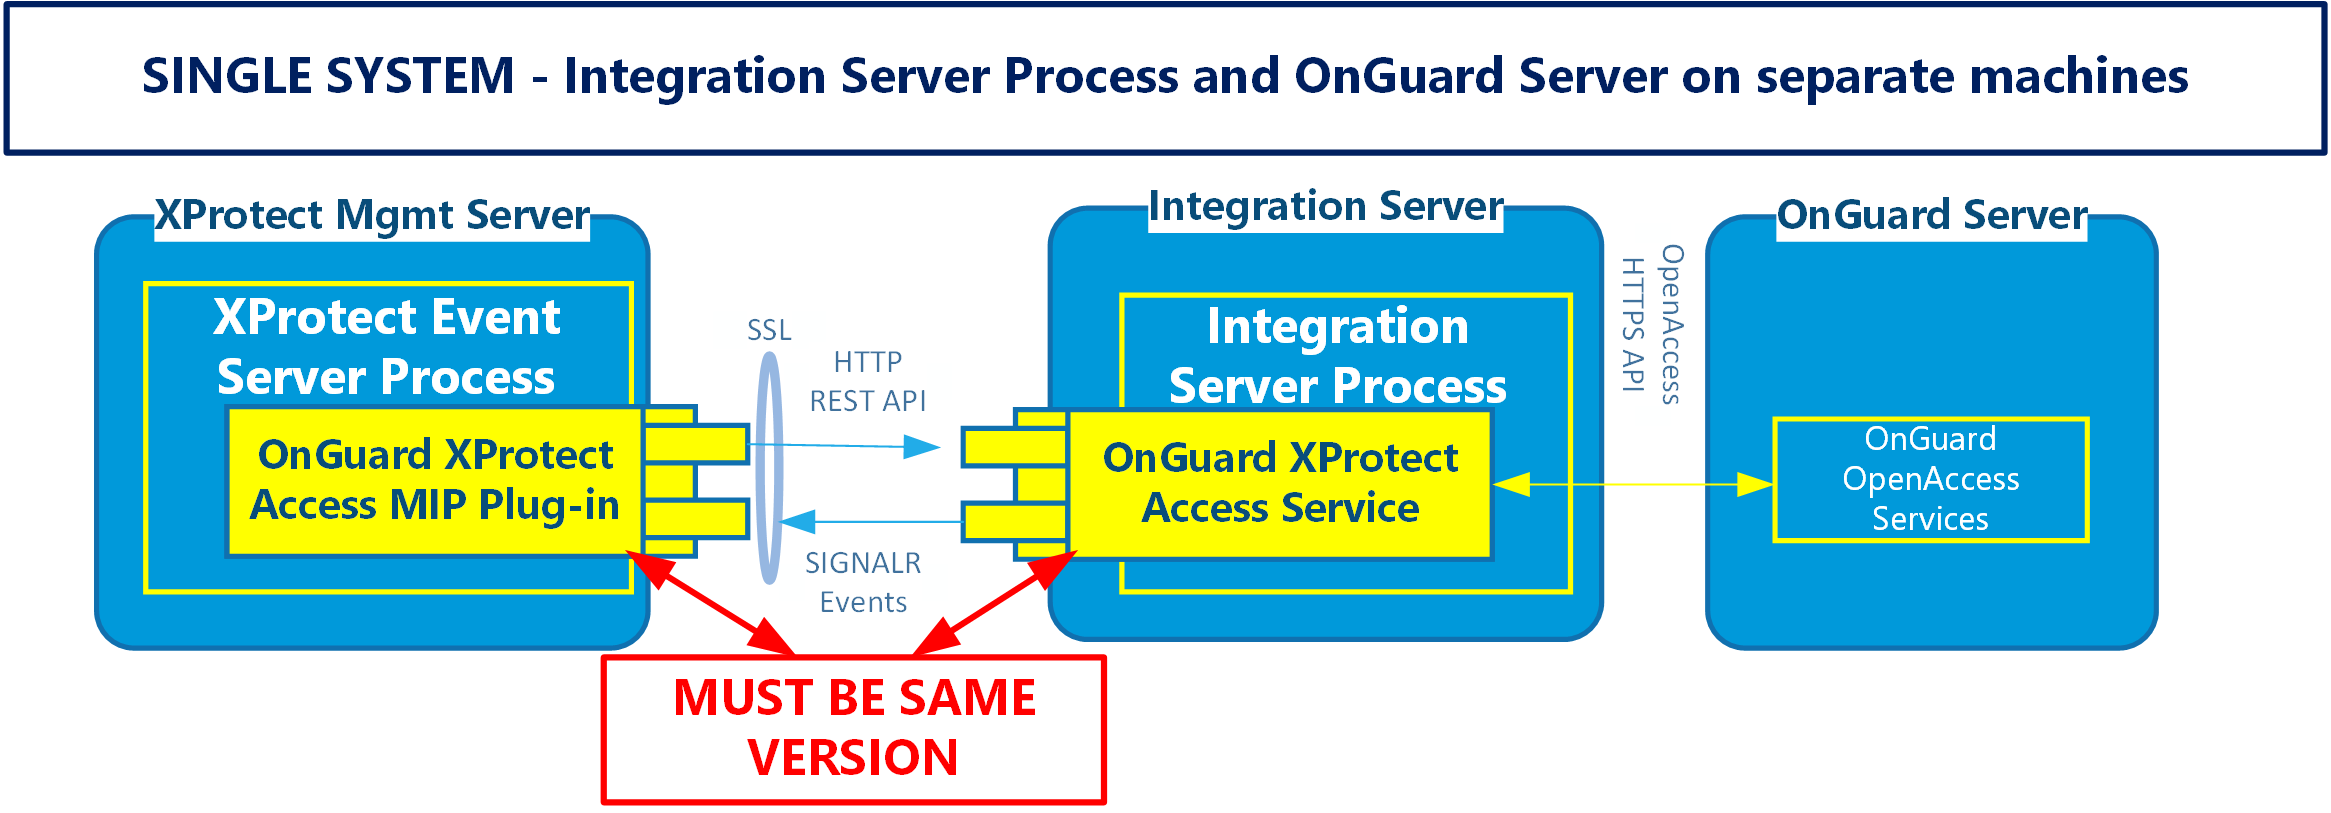 SINGLE SYSTEM - Integration Server Process and OnGuard Server on separate machines
XProtect Mgmt Server
XProtect Event
Server Process
OnGuard XProtect
Access MIP Plug-in
SSL
HTTP
REST API
SIGNALR
Events
Integration Server
Integration
Server Process
OnGuard XProtect
Access Service
OpenAccess
HTTPS API
OnGuard Server
OnGuard
OpenAccess
Services
MUST BE SAME
VERSION